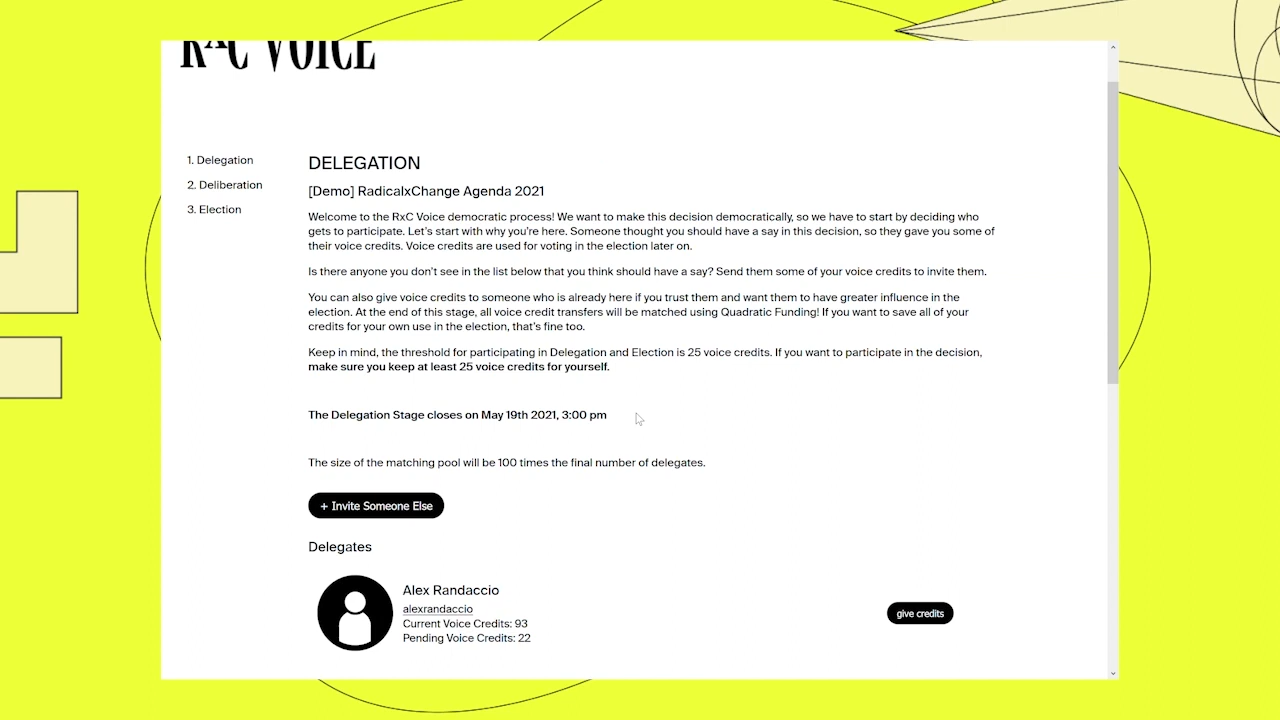 RxC VOICE
1. Delegation
2. Deliberation
3. Election
DELEGATION
[Demo] RadicalxChange Agenda 2021
Welcome to the RxC Voice democratic process! We want to make this decision democratically, so we have to start by deciding who
gets to participate. Let's start with why you're here. Someone thought you should have a say in this decision, so they gave you some of
their voice credits. Voice credits are used for voting in the election later on.
Is there anyone you don't see in the list below that you think should have a say? Send them some of your voice credits to invite them.
You can also give voice credits to someone who is already here if you trust them and want them to have greater influence in the
election. At the end of this stage, all voice credit transfers will be matched using Quadratic Funding! If you want to save all of your
credits for your own use in the election, that's fine too.
Keep in mind, the threshold for participating in Delegation and Election is 25 voice credits. If you want to participate in the decision,
make sure you keep at least 25 voice credits for yourself.
The Delegation Stage closes on May 19th 2021, 3:00 pm
The size of the matching pool will be 100 times the final number of delegates.
+ Invite Someone Else
Delegates
Alex Randaccio
alexrandaccio
Current Voice Credits: 93
Pending Voice Credits: 22
give credits